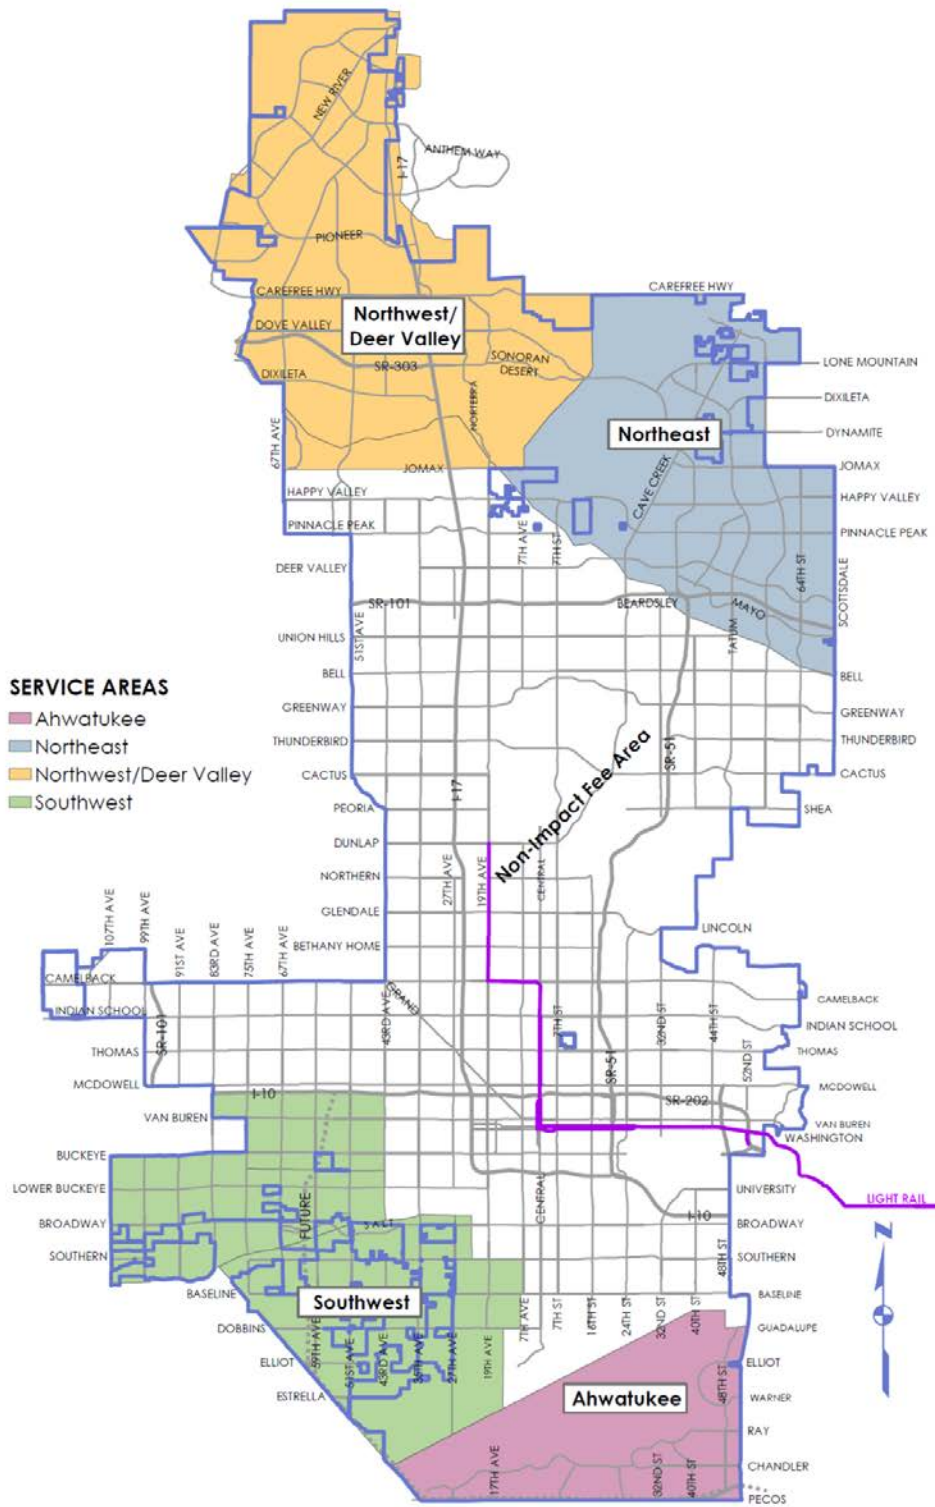 NEW RIVER
ANTHEM WAY
I-17
PIONEER
CAREFREE HWY
CAREFREE HWY
Northwest/
Deer Valley
DOVE VALLEY
SR-303
SONORAN
DESERT
DIXILETA
NORTERRA
LONE MOUNTAIN
DIXILETA
67TH AVE
Northeast
DYNAMITE
JOMAX
JOMAX
CAVE CREEK
HAPPY VALLEY
HAPPY VALLEY
PINNACLE PEAK
7TH AVE
7TH ST
PINNACLE PEAK
DEER VALLEY
64TH ST
SCOTTSDALE
SR-101
BEARDSLEY
MAYO
UNION HILLS
51ST AVE
TATUM
BELL
BELL
SERVICE AREAS
Ahwatukee
Northeast
Northwest/Deer Valley
Southwest
GREENWAY
GREENWAY
THUNDERBIRD
THUNDERBIRD
SR-51
CACTUS
CACTUS
I-17
Non-Impact Fee Area
PEORIA
SHEA
DUNLAP
NORTHERN
27TH AVE
19TH AVE
CENTRAL
GLENDALE
LINCOLN
BETHANY HOME
107TH AVE
99TH AVE
91ST AVE
83RD AVE
75TH AVE
67TH AVE
CAMELBACK
GRAND
CAMELBACK
INDIAN SCHOOL
43RD AVE
7TH ST
32ND ST
44TH ST
INDIAN SCHOOL
SR-101
THOMAS
SR-51
52ND ST
THOMAS
MCDOWELL
I-10
SR-202
MCDOWELL
VAN BUREN
VAN BUREN
WASHINGTON
BUCKEYE
LOWER BUCKEYE
UNIVERSITY
LIGHT RAIL
FUTURE
CENTRAL
I-10
BROADWAY
SALT
BROADWAY
SOUTHERN
48TH ST
SOUTHERN
BASELINE
Southwest
BASELINE
DOBBINS
7TH AVE
7TH ST
16TH ST
24TH ST
32ND ST
40TH ST
GUADALUPE
ELLIOT
59TH AVE
51ST AVE
43RD AVE
35TH AVE
27TH AVE
19TH AVE
48TH ST
ELLIOT
ESTRELLA
Ahwatukee
WARNER
RAY
17TH AVE
32ND ST
40TH ST
CHANDLER
PECOS
N